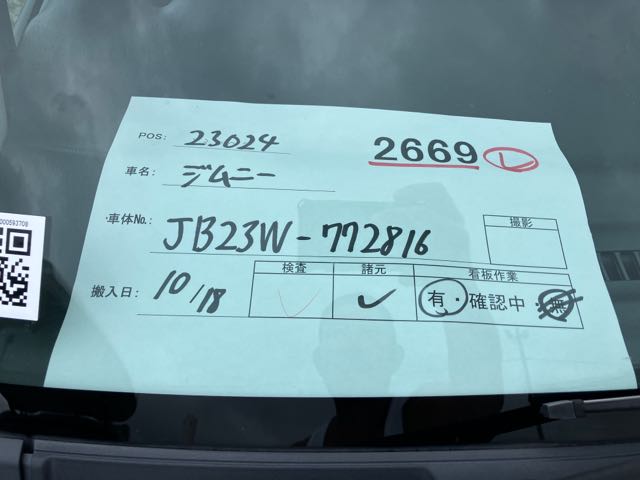 POS: 23024
2669 L
車名: ジムニー
車体No.: JB23W-772816
撮影
搬入日: 10/18
検査 諸元 看板作業
✓ ✓ 有・確認中・無
000593708